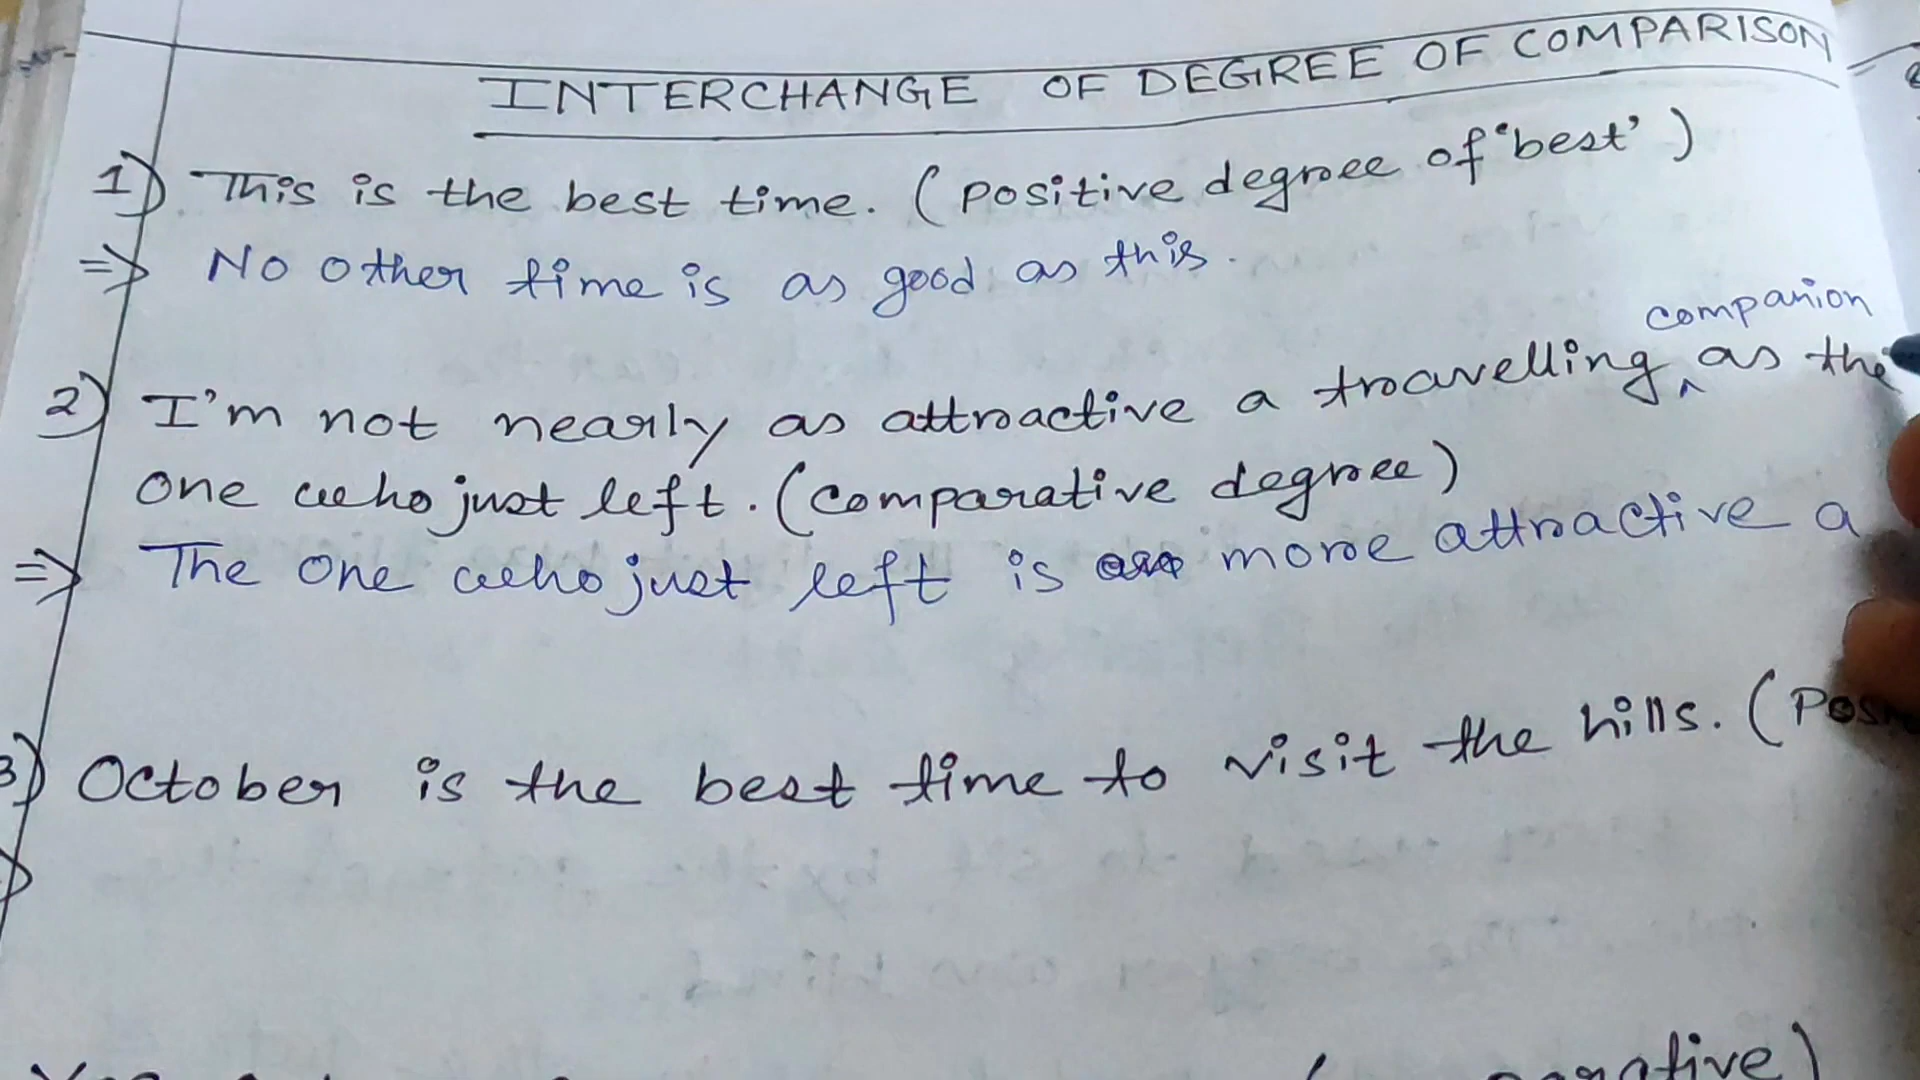 INTERCHANGE OF DEGREE OF COMPARISON
1) This is the best time. (positive degree of 'best')
=> No other time is as good as this.
companion
2) I'm not nearly as attractive a travelling ^ as the
one who just left. (comparative degree)
=> The one who just left is more attractive a
3) October is the best time to visit the hills. (Pos